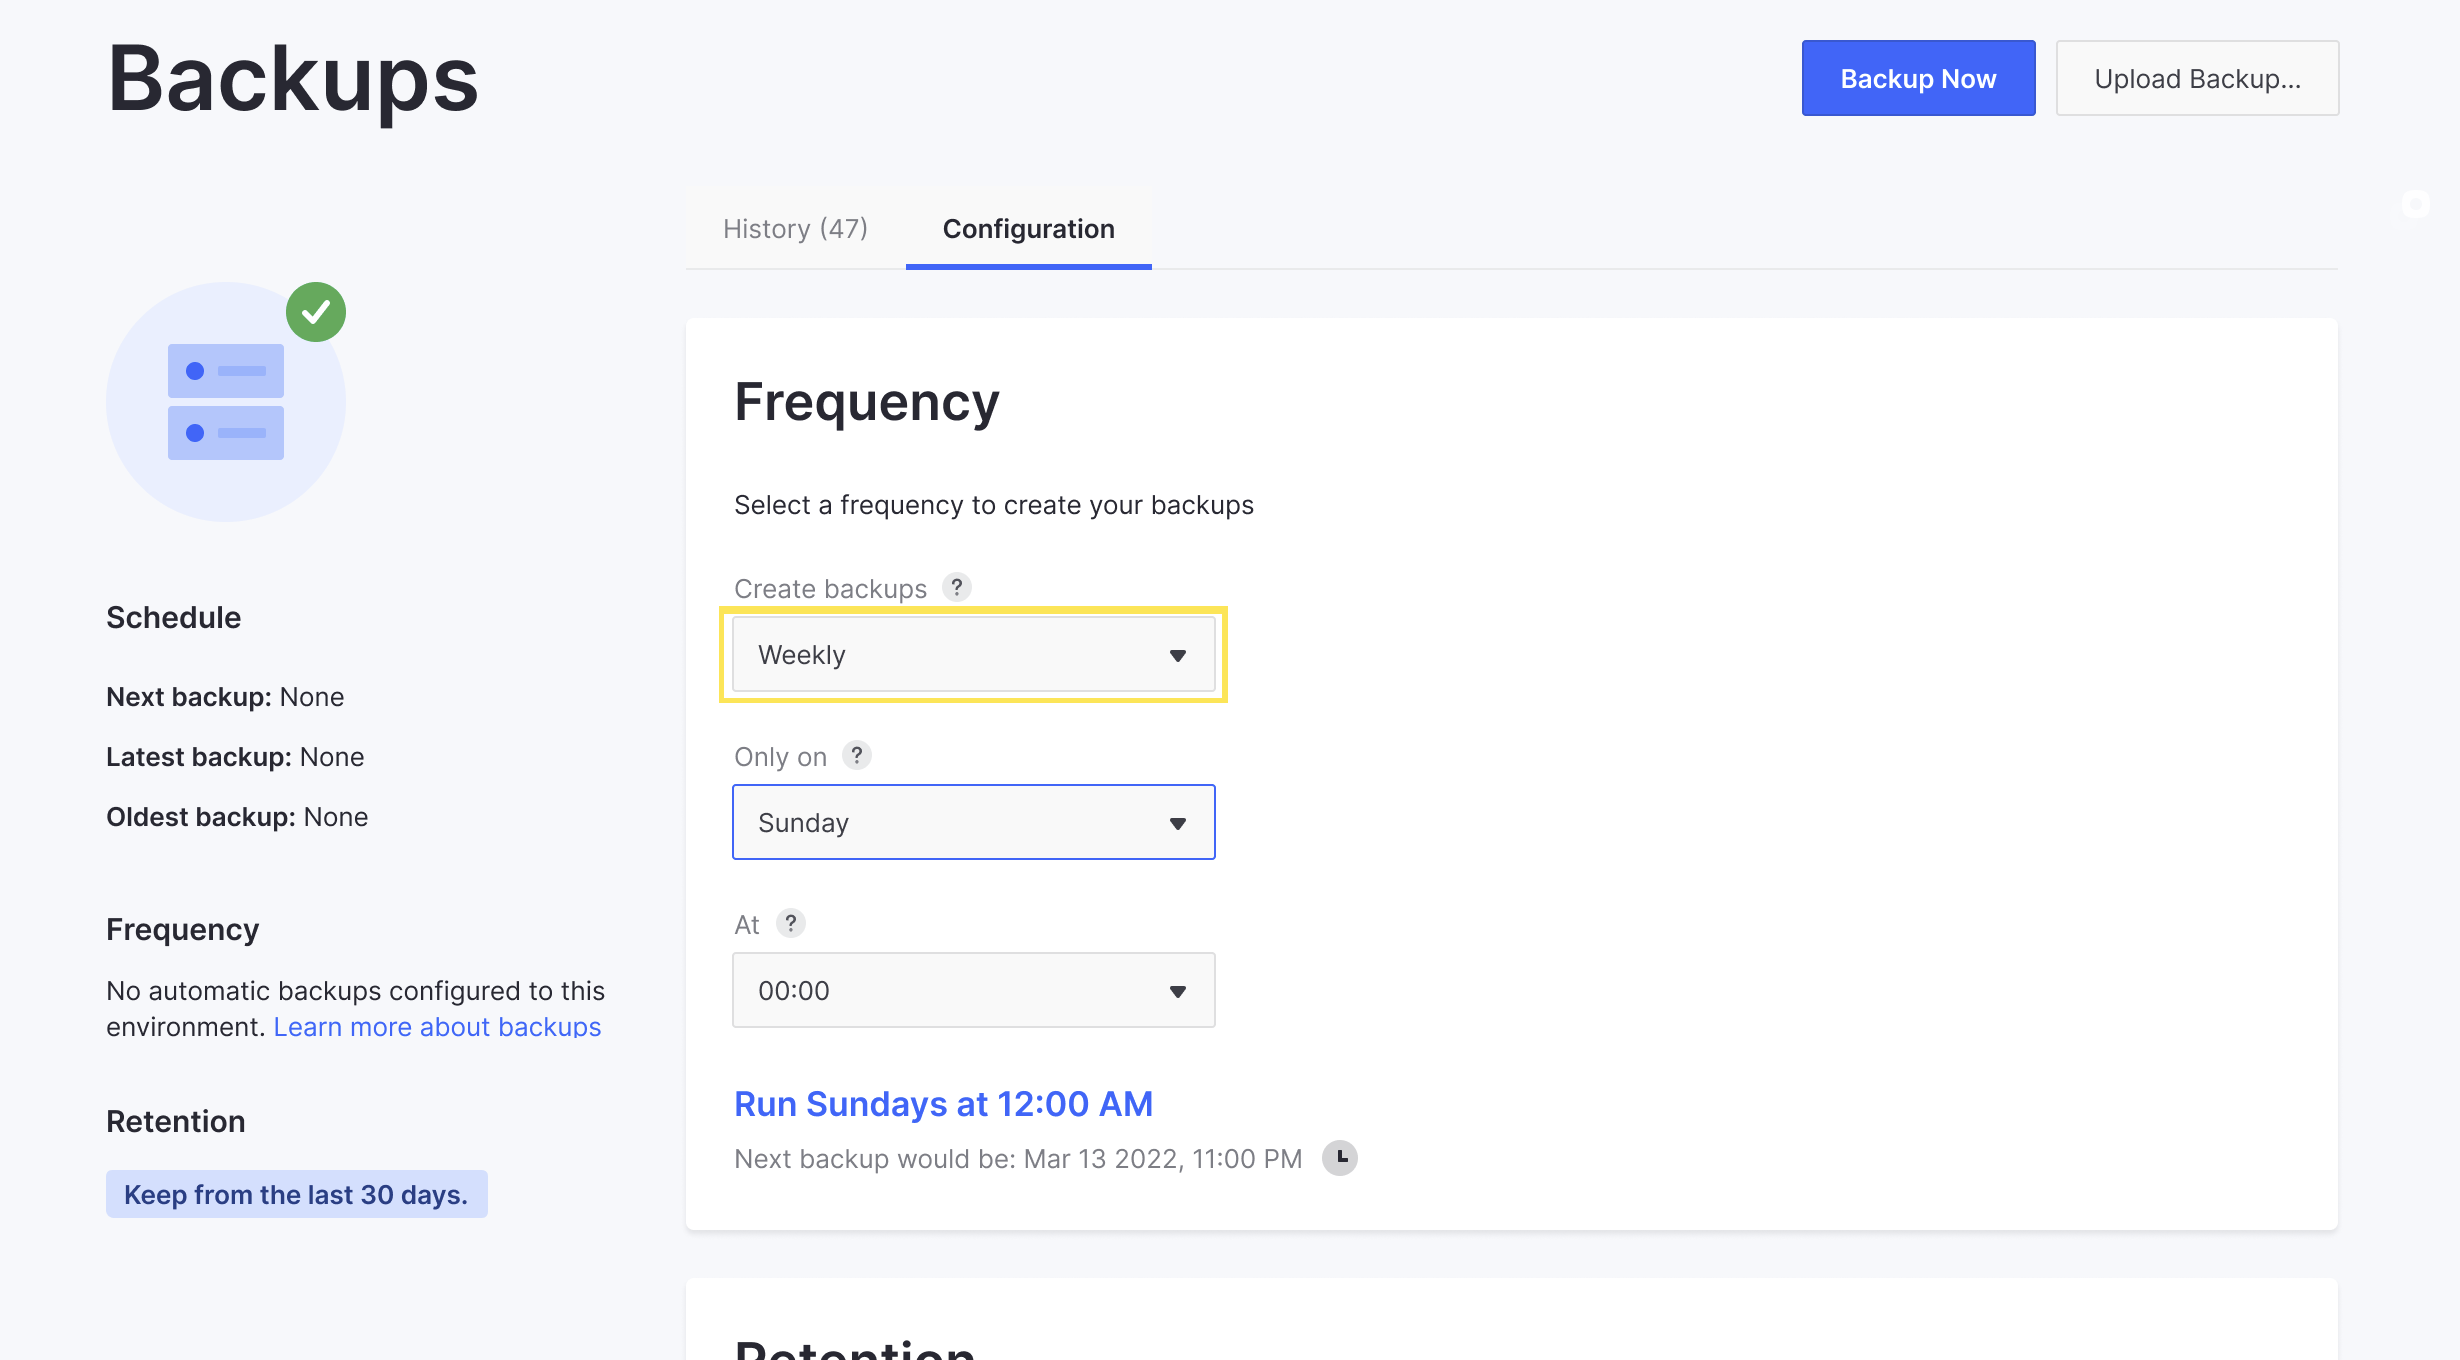 Backups
Backup Now
Upload Backup...
History (47)
Configuration
Schedule
Next backup: None
Latest backup: None
Oldest backup: None
Frequency
No automatic backups configured to this
environment. Learn more about backups
Retention
Keep from the last 30 days.
Frequency
Select a frequency to create your backups
Create backups ?
Weekly
Only on ?
Sunday
At ?
00:00
Run Sundays at 12:00 AM
Next backup would be: Mar 13 2022, 11:00 PM
Retention